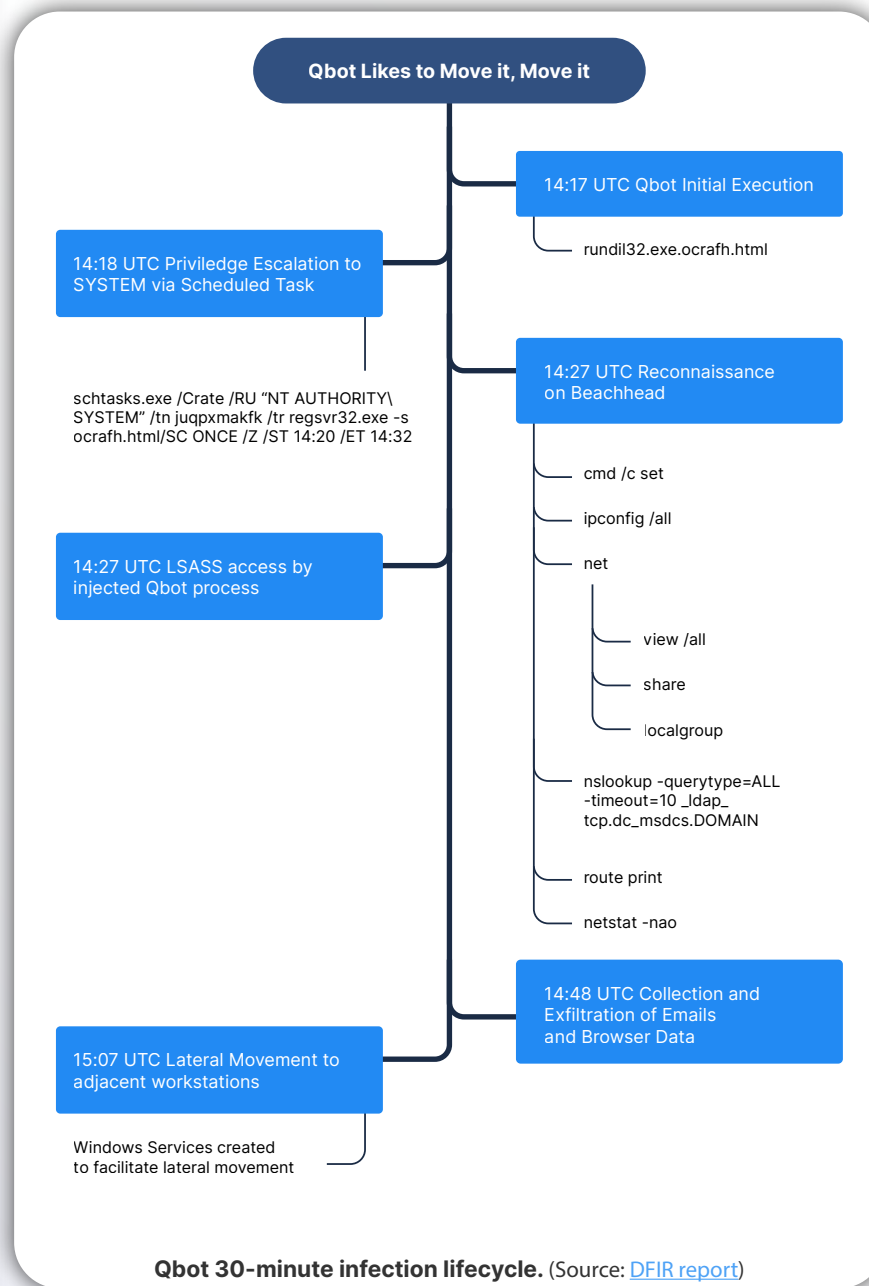 Qbot Likes to Move it, Move it
14:17 UTC Qbot Initial Execution
rundil32.exe.ocrafh.html
14:18 UTC Priviledge Escalation to
SYSTEM via Scheduled Task
schtasks.exe /Crate /RU “NT AUTHORITY\
SYSTEM” /tn juqpxmakfk /tr regsvr32.exe -s
ocrafh.html/SC ONCE /Z /ST 14:20 /ET 14:32
14:27 UTC Reconnaissance
on Beachhead
cmd /c set
ipconfig /all
net
view /all
share
localgroup
nslookup -querytype=ALL
-timeout=10 _ldap_
tcp.dc_msdcs.DOMAIN
route print
netstat -nao
14:27 UTC LSASS access by
injected Qbot process
14:48 UTC Collection and
Exfiltration of Emails
and Browser Data
15:07 UTC Lateral Movement to
adjacent workstations
Windows Services created
to facilitate lateral movement
Qbot 30-minute infection lifecycle. (Source: DFIR report)